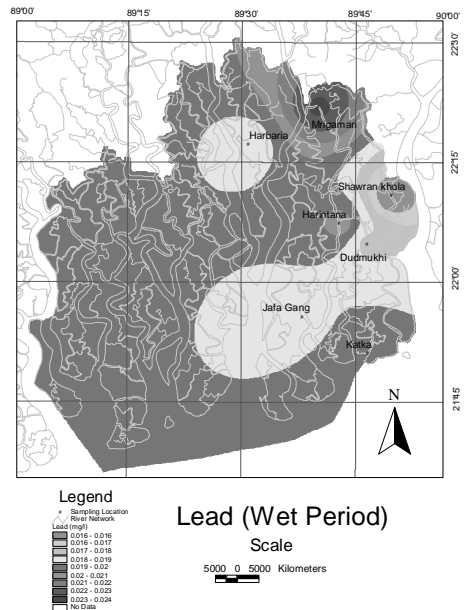 89°00' 89°15' 89°30' 89°45' 90°00'
22°30'
Mrigamari
Harbaria
22°15'
Shawran khola
Harintana
Dudmukhi
22°00'
Jafa Gang
Katka
21°45'
N
Legend
Sampling Location
River Network
Lead (mg/l)
0.016 - 0.016
0.016 - 0.017
0.017 - 0.018
0.018 - 0.019
0.019 - 0.02
0.02 - 0.021
0.021 - 0.022
0.022 - 0.023
0.023 - 0.024
No Data
Lead (Wet Period)
Scale
5000 0 5000 Kilometers